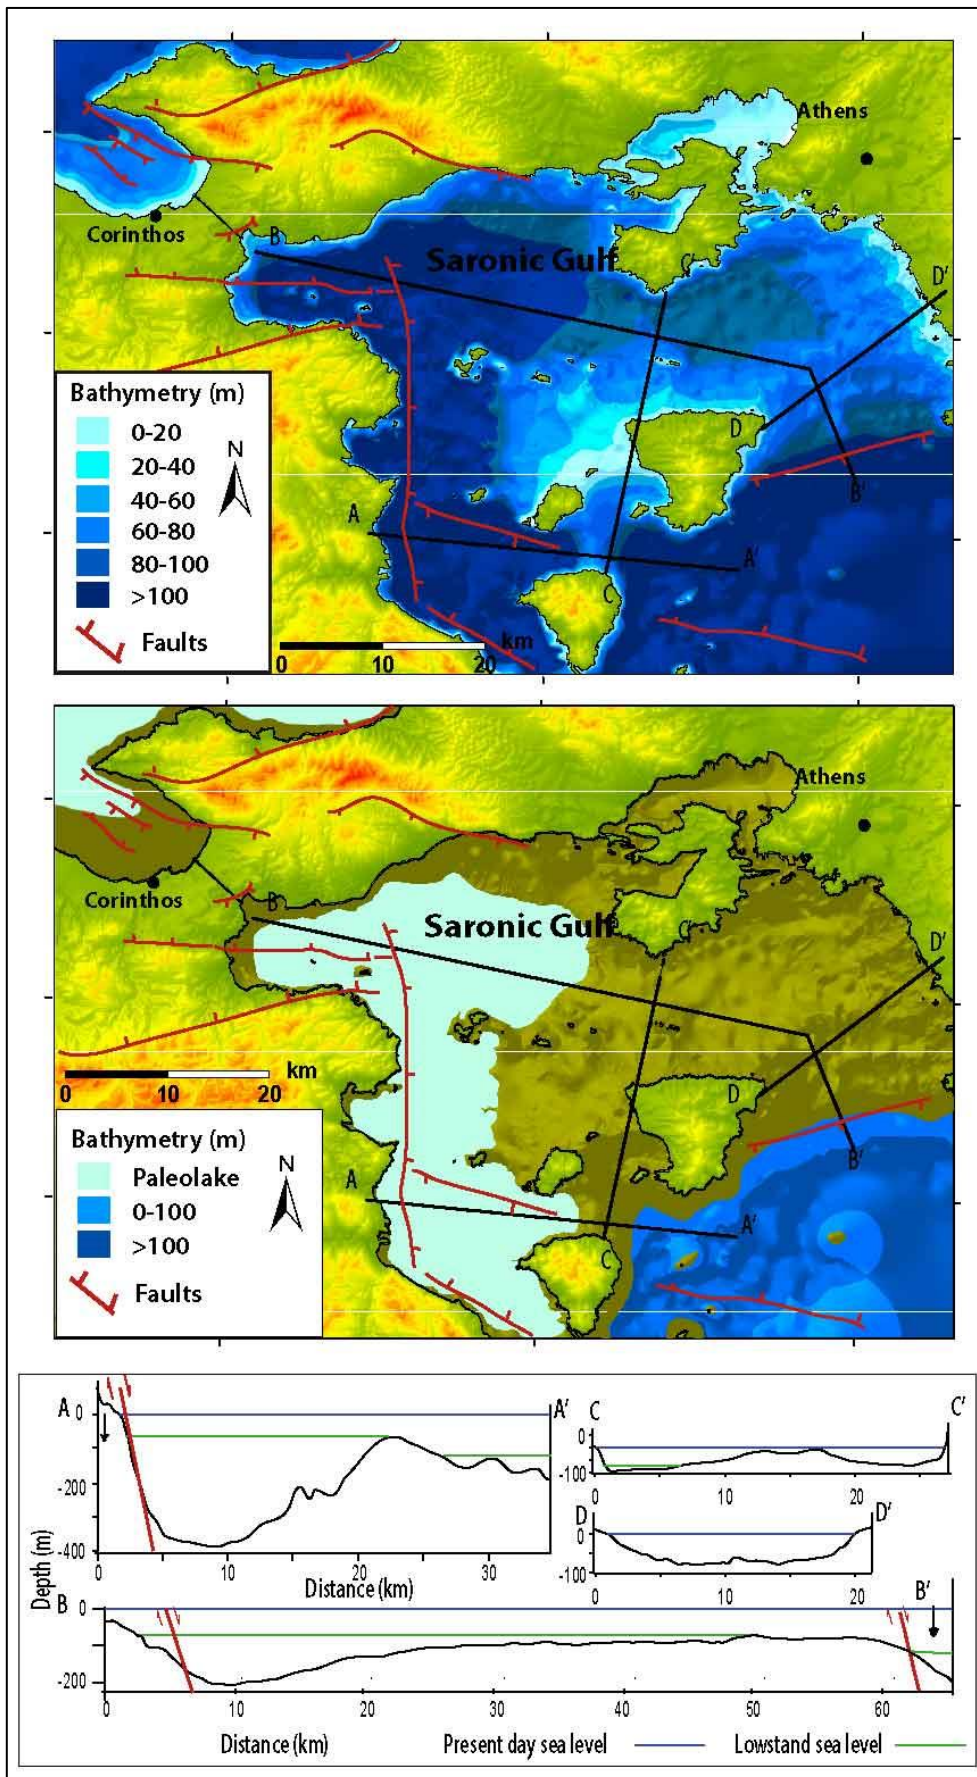 Athens
Corinthos
B
Saronic Gulf
C'
D'
D
B'
A
A'
C
Bathymetry (m)
0-20
20-40
40-60
60-80
80-100
>100
Faults
N
km
0 10 20
Athens
Corinthos
B
Saronic Gulf
C'
D'
D
B'
A
A'
C
km
0 10 20
Bathymetry (m)
Paleolake
0-100
>100
Faults
N
A A'
0
-200
-400
0 10 20 30
Distance (km)
Depth (m)
C C'
0
-100
0 10 20
D D'
0
-100
0 10 20
B B'
0
-200
0 10 20 30 40 50 60
Distance (km) Present day sea level Lowstand sea level